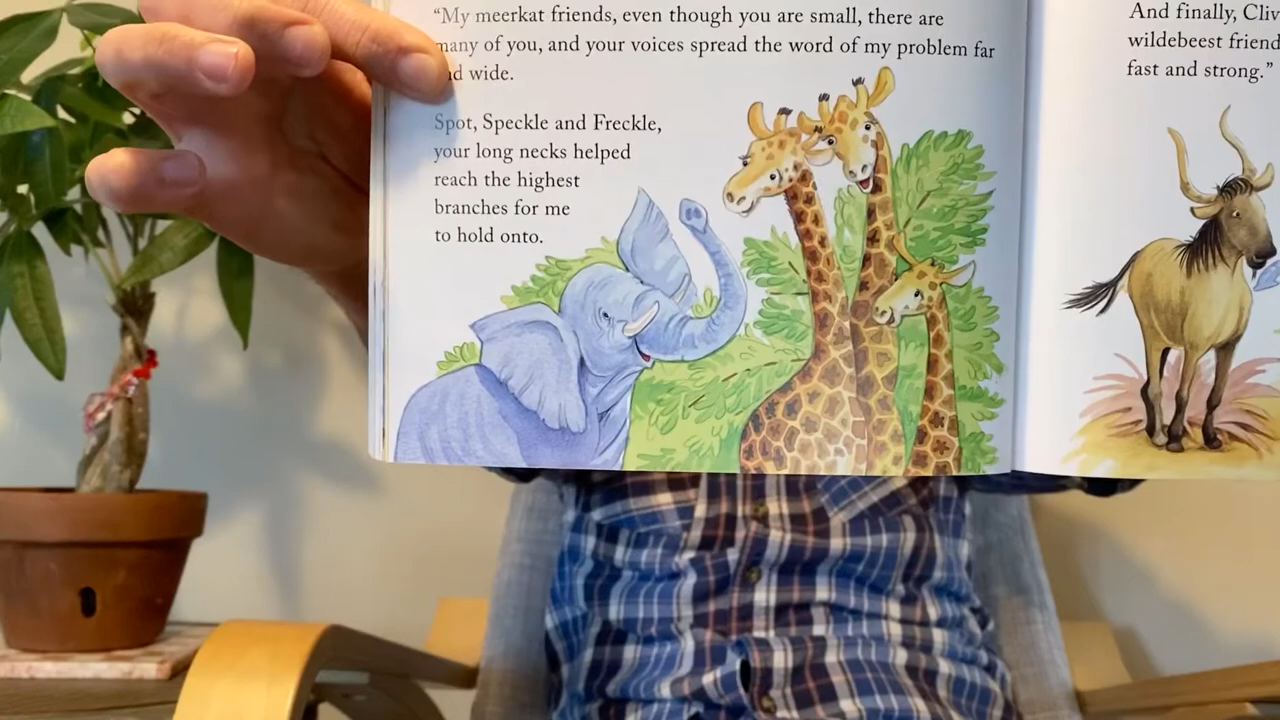 “My meerkat friends, even though you are small, there are
many of you, and your voices spread the word of my problem far
and wide.
Spot, Speckle and Freckle,
your long necks helped
reach the highest
branches for me
to hold onto.
And finally, Cliv
wildebeest friend
fast and strong.”